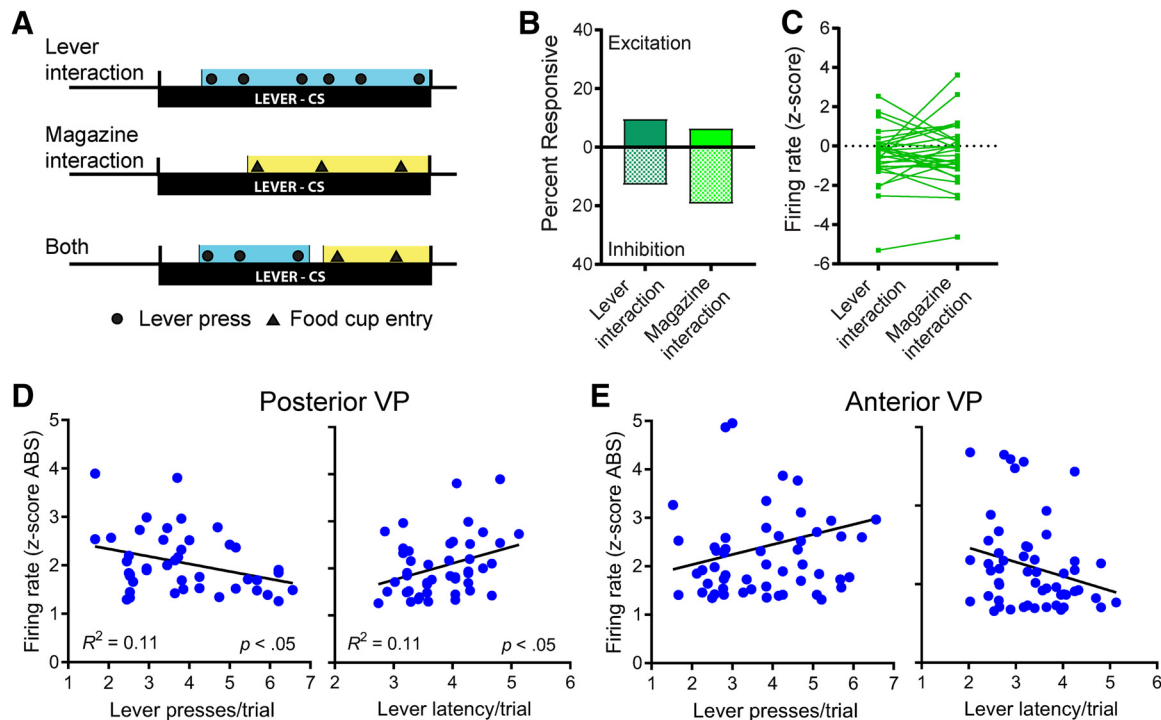 A
Lever
interaction
LEVER - CS
Magazine
interaction
LEVER - CS
Both
LEVER - CS
Lever press
Food cup entry
B
Percent Responsive
40
20
0
20
40
Excitation
Inhibition
Lever
interaction
Magazine
interaction
C
Firing rate (z-score)
6
4
2
0
-2
-4
-6
Lever
interaction
Magazine
interaction
D
Posterior VP
Firing rate (z-score ABS)
5
4
3
2
1
0
R² = 0.11
p < .05
1 2 3 4 5 6 7
Lever presses/trial
R² = 0.11
p < .05
2 3 4 5 6
Lever latency/trial
E
Anterior VP
Firing rate (z-score ABS)
5
4
3
2
1
0
1 2 3 4 5 6 7
Lever presses/trial
1 2 3 4 5 6
Lever latency/trial